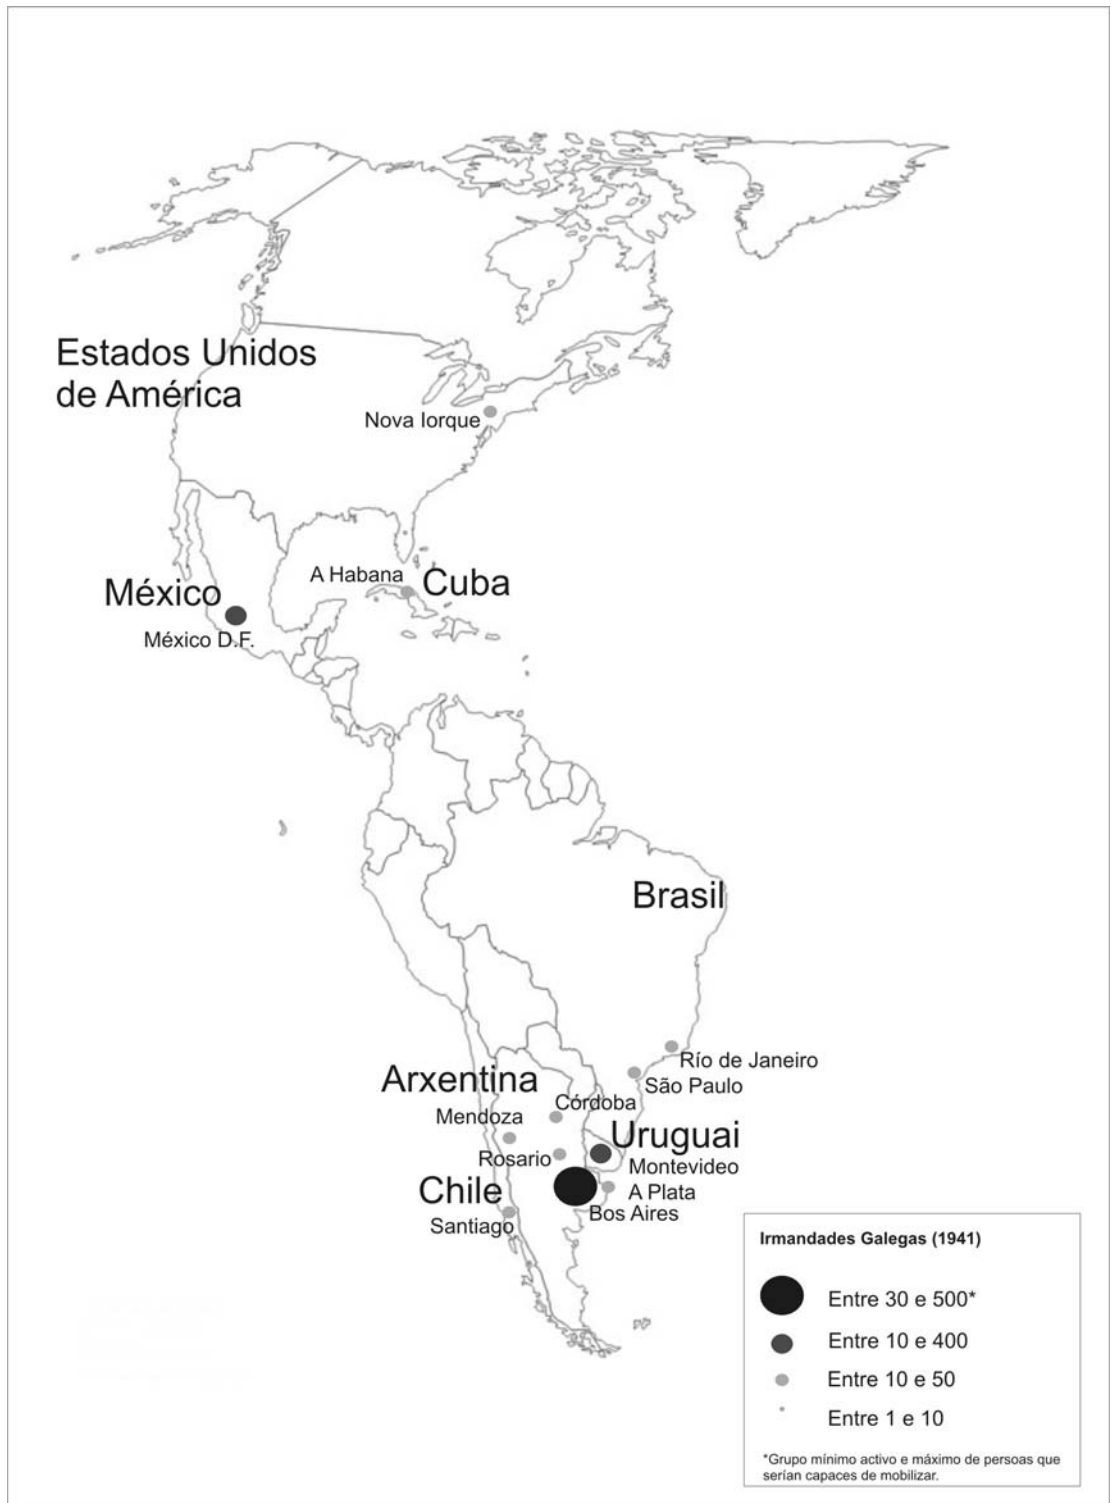 Estados Unidos
de América
Nova Iorque
A Habana
Cuba
México
México D.F.
Brasil
Río de Janeiro
São Paulo
Arxentina
Córdoba
Mendoza
Uruguai
Rosario
Montevideo
Chile
A Plata
Bos Aires
Santiago
Irmandades Galegas (1941)
Entre 30 e 500*
Entre 10 e 400
Entre 10 e 50
Entre 1 e 10
*Grupo mínimo activo e máximo de persoas que
serían capaces de mobilizar.